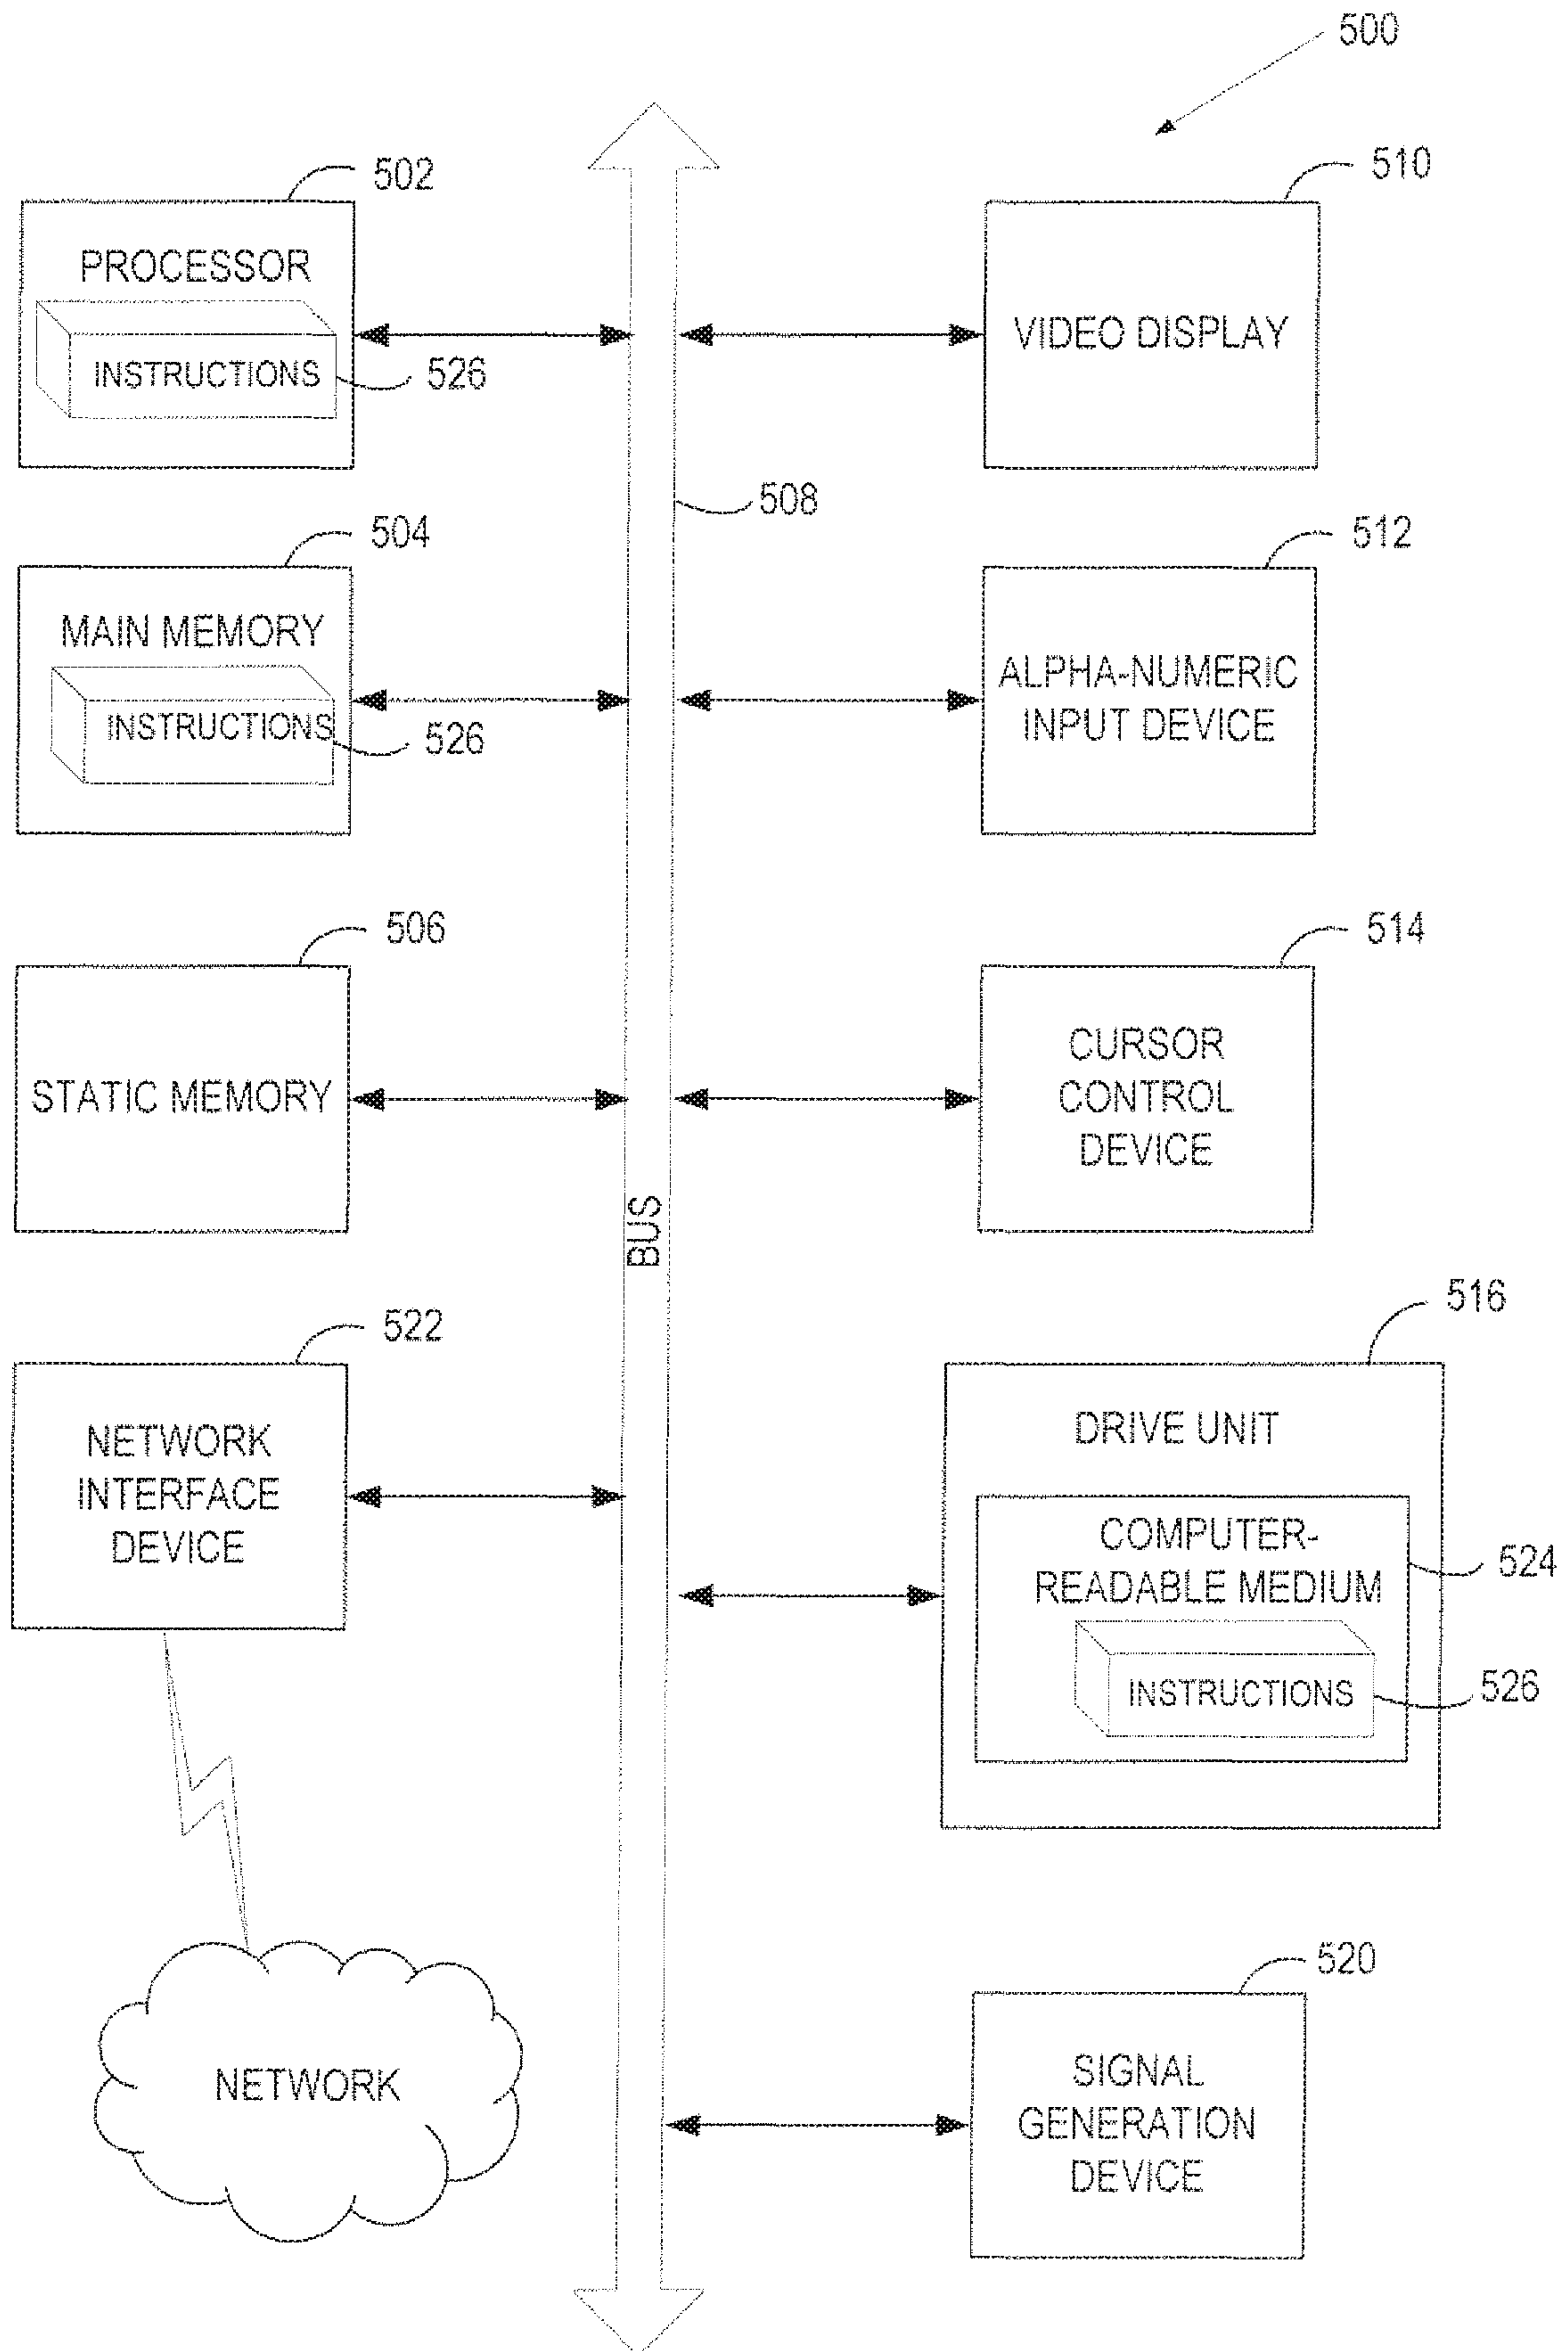 500
502
PROCESSOR
INSTRUCTIONS
526
510
VIDEO DISPLAY
508
504
MAIN MEMORY
INSTRUCTIONS
526
512
ALPHA-NUMERIC
INPUT DEVICE
506
STATIC MEMORY
514
CURSOR
CONTROL
DEVICE
BUS
522
NETWORK
INTERFACE
DEVICE
516
DRIVE UNIT
COMPUTER-
READABLE MEDIUM
524
INSTRUCTIONS
526
NETWORK
520
SIGNAL
GENERATION
DEVICE